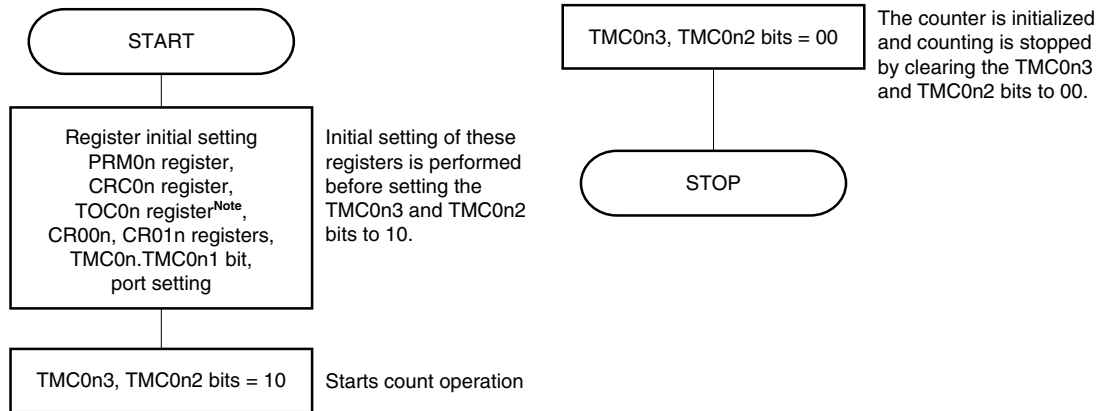 START
Register initial setting
PRM0n register,
CRC0n register,
TOC0n registerNote,
CR00n, CR01n registers,
TMC0n.TMC0n1 bit,
port setting
Initial setting of these
registers is performed
before setting the
TMC0n3 and TMC0n2
bits to 10.
TMC0n3, TMC0n2 bits = 10
Starts count operation
TMC0n3, TMC0n2 bits = 00
The counter is initialized
and counting is stopped
by clearing the TMC0n3
and TMC0n2 bits to 00.
STOP